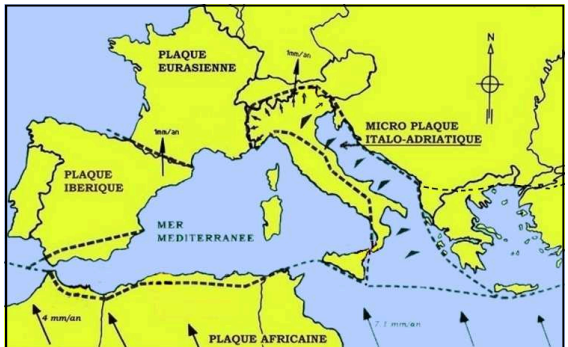 PLAQUE
EURASIENNE
1mm/an
N
MICRO PLAQUE
ITALO-ADRIATIQUE
1mm/an
PLAQUE
IBERIQUE
MER
MEDITERRANEE
4 mm/an
7.1 mm/an
PLAQUE AFRICAINE